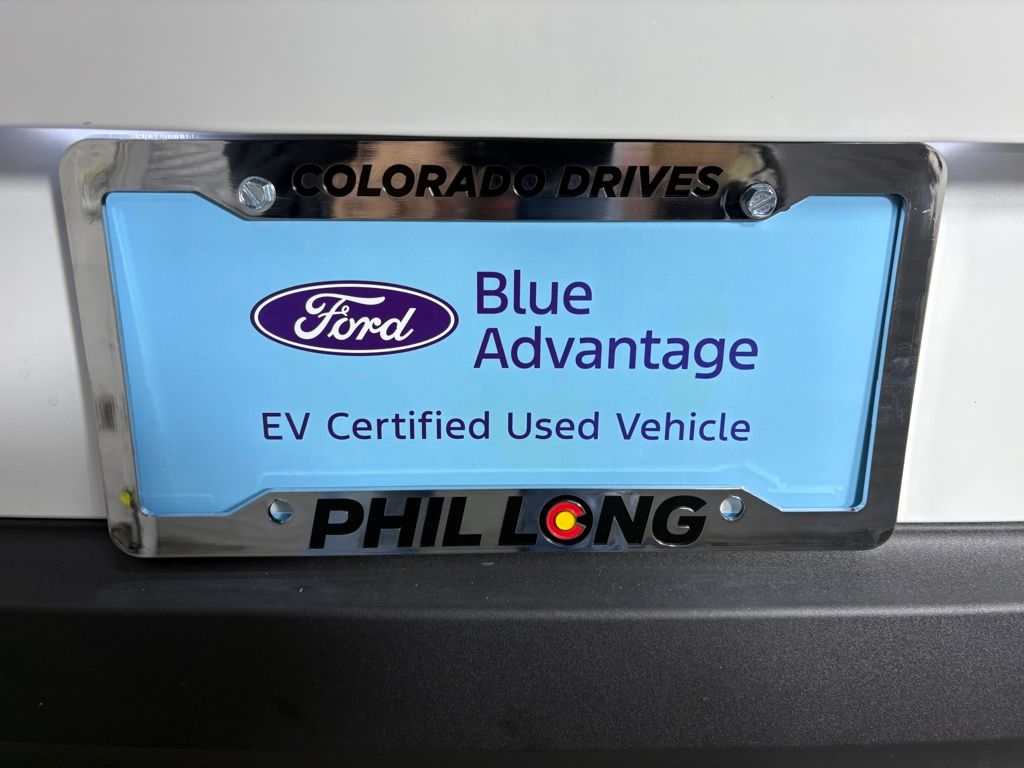 COLORADO DRIVES
Ford
Blue
Advantage
EV Certified Used Vehicle
PHIL LONG